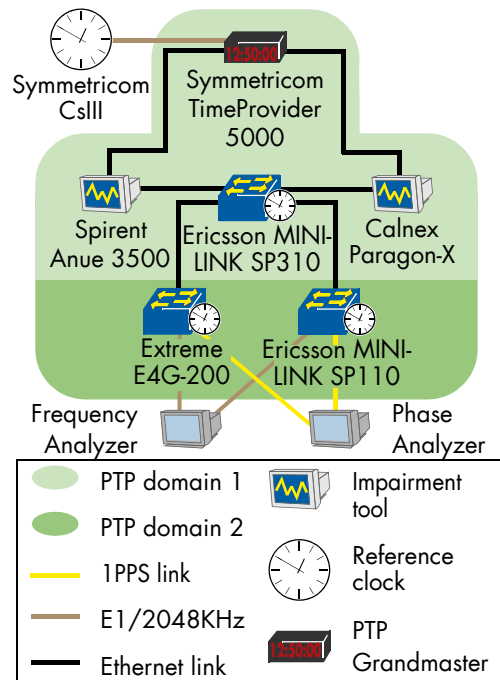 12:50:00
Symmetricom
CsIII
Symmetricom
TimeProvider
5000
Spirent
Anue 3500
Ericsson MINI-
LINK SP310
Calnex
Paragon-X
Extreme
E4G-200
Ericsson MINI-
LINK SP110
Frequency
Analyzer
Phase
Analyzer
PTP domain 1
PTP domain 2
1PPS link
E1/2048KHz
Ethernet link
Impairment
tool
Reference
clock
12:50:00
PTP
Grandmaster